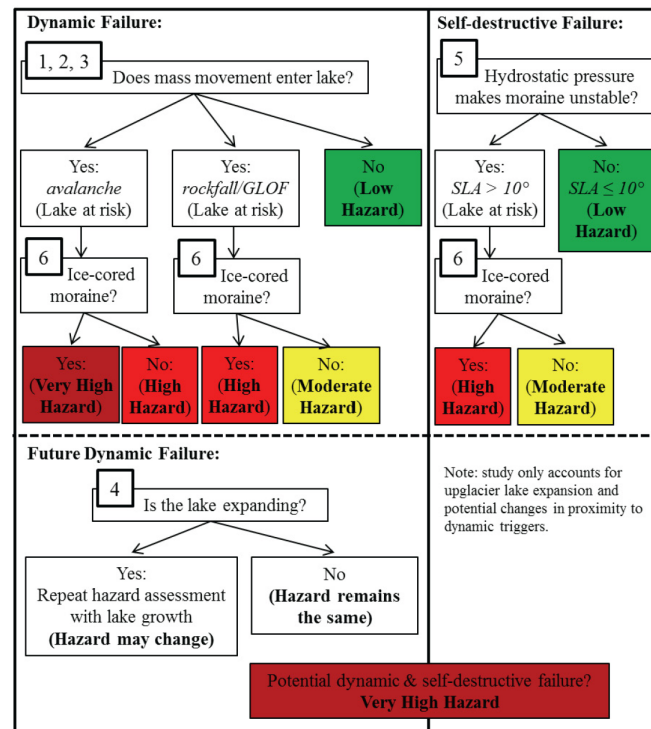 Dynamic Failure:
1, 2, 3
Does mass movement enter lake?
Yes:
avalanche
(Lake at risk)
Yes:
rockfall/GLOF
(Lake at risk)
No
(Low
Hazard)
6
Ice-cored
moraine?
6
Ice-cored
moraine?
Yes:
(Very High
Hazard)
No:
(High
Hazard)
Yes:
(High
Hazard)
No:
(Moderate
Hazard)
Self-destructive Failure:
5
Hydrostatic pressure
makes moraine unstable?
Yes:
SLA > 10°
(Lake at risk)
No:
SLA ≤ 10°
(Low
Hazard)
6
Ice-cored
moraine?
Yes:
(High
Hazard)
No:
(Moderate
Hazard)
Future Dynamic Failure:
4
Is the lake expanding?
Yes:
Repeat hazard assessment
with lake growth
(Hazard may change)
No
(Hazard remains
the same)
Note: study only accounts for
upglacier lake expansion and
potential changes in proximity to
dynamic triggers.
Potential dynamic & self-destructive failure?
Very High Hazard